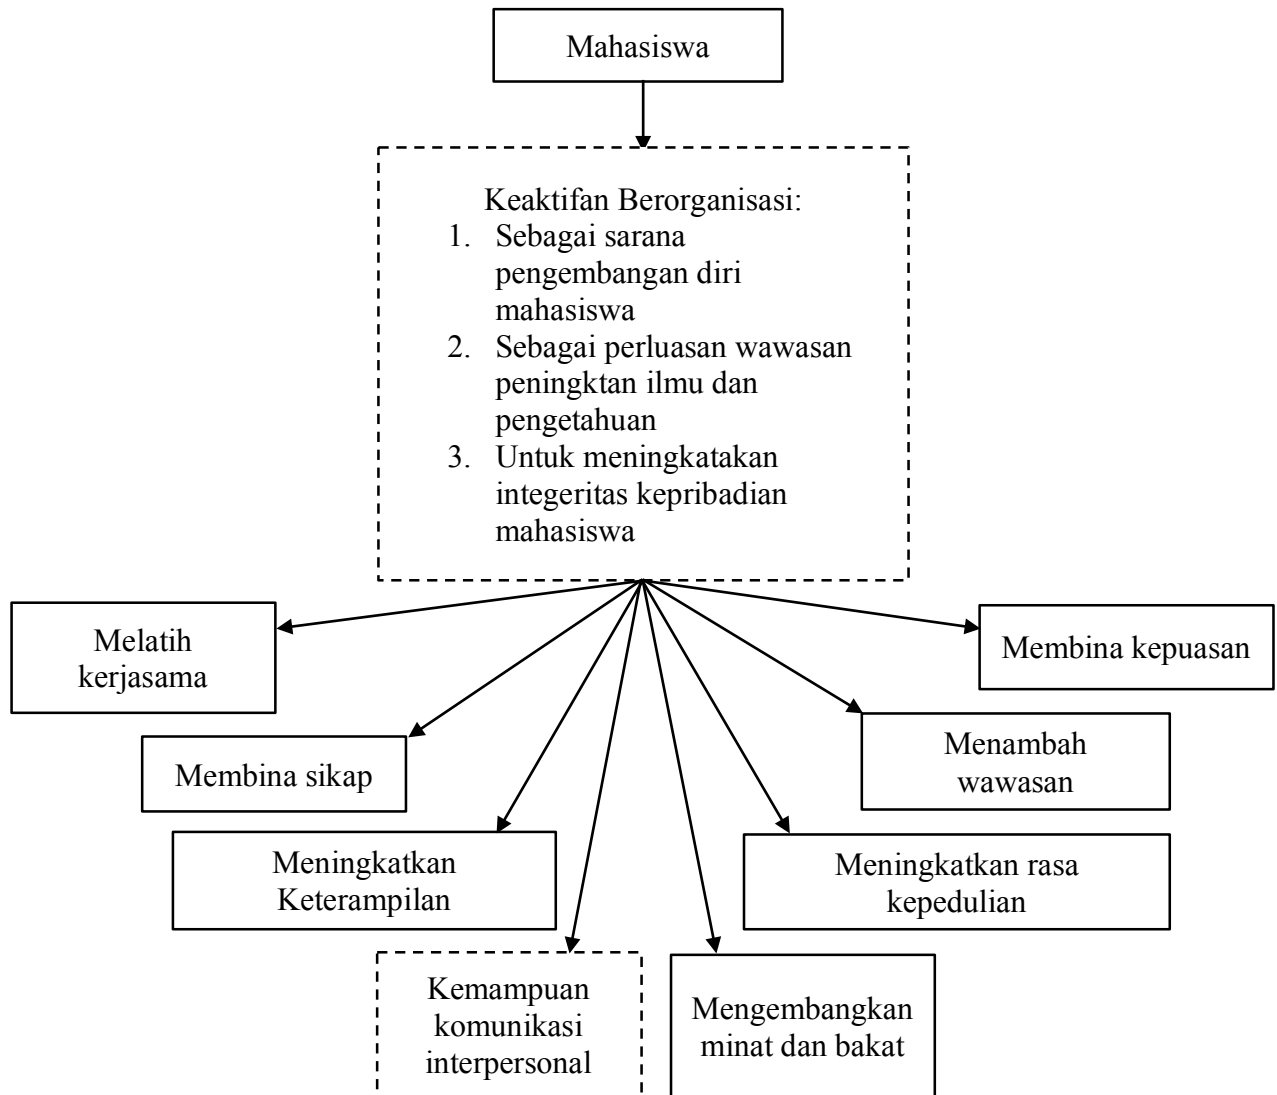 Mahasiswa
Keaktifan Berorganisasi:
1. Sebagai sarana
pengembangan diri
mahasiswa
2. Sebagai perluasan wawasan
peningktan ilmu dan
pengetahuan
3. Untuk meningkatakan
integeritas kepribadian
mahasiswa
Melatih
kerjasama
Membina kepuasan
Membina sikap
Menambah
wawasan
Meningkatkan
Keterampilan
Meningkatkan rasa
kepedulian
Kemampuan
komunikasi
interpersonal
Mengembangkan
minat dan bakat